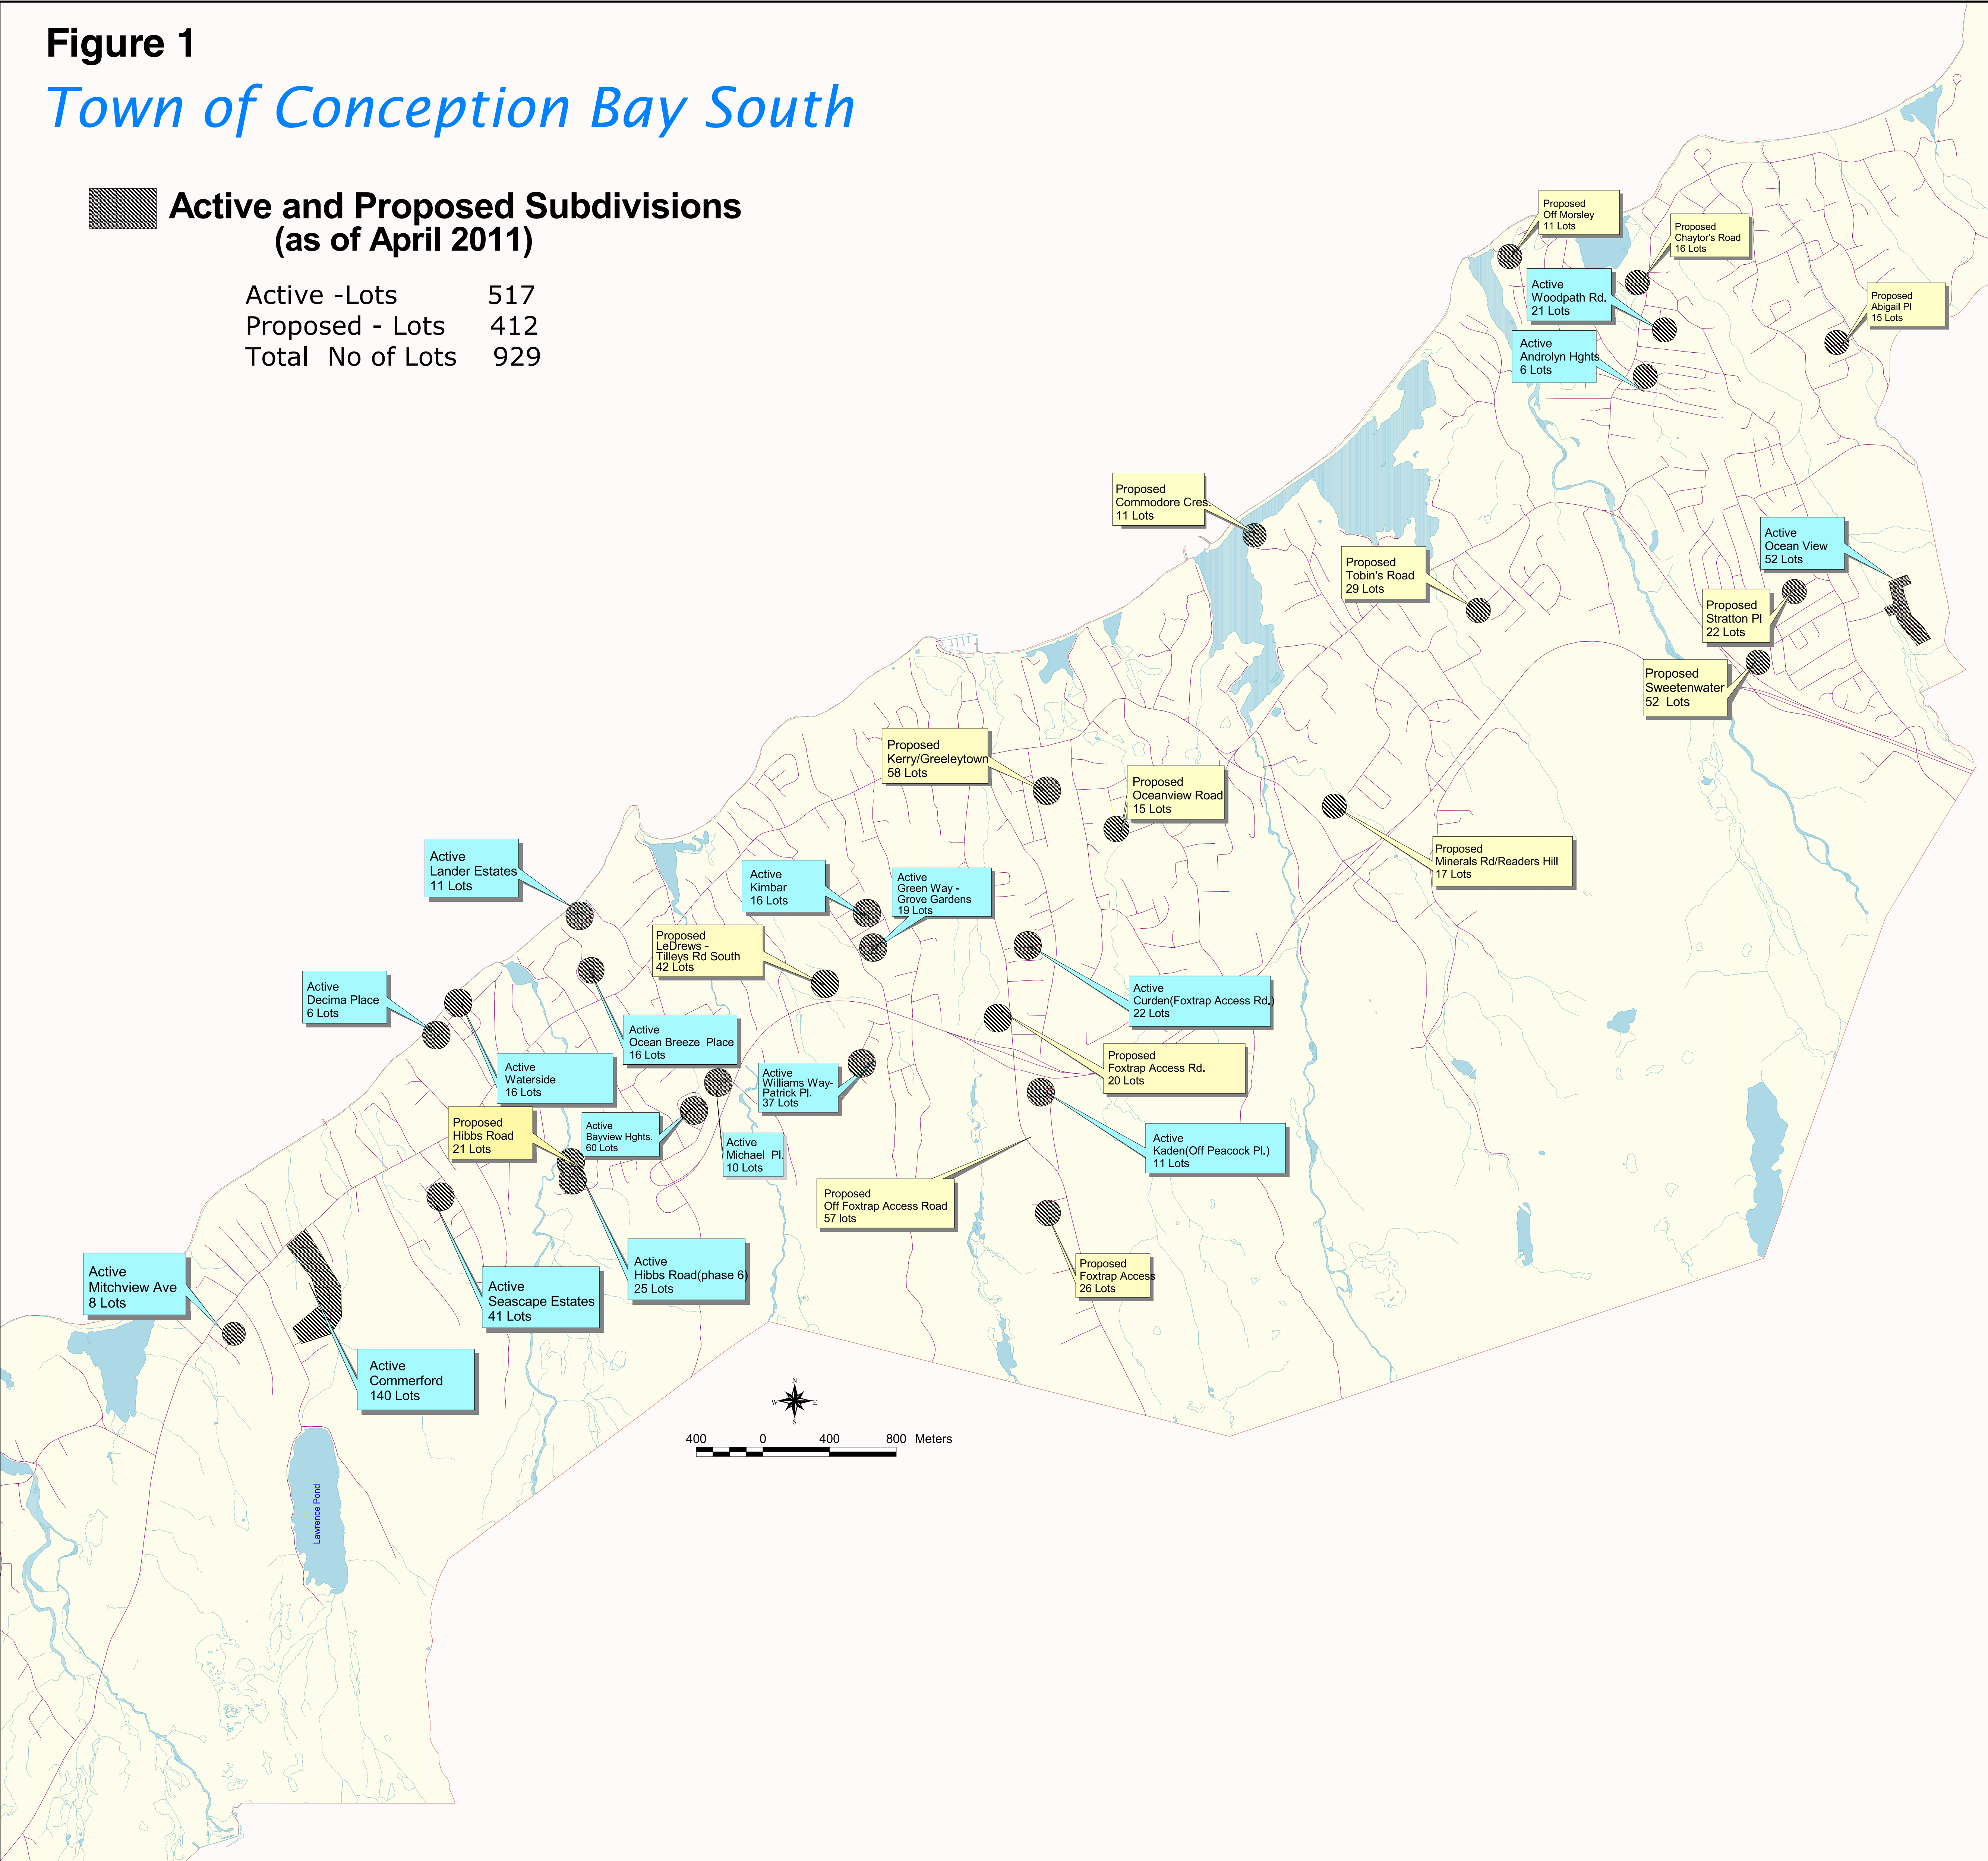 Figure 1
Town of Conception Bay South
Active and Proposed Subdivisions
(as of April 2011)
Active -Lots 517
Proposed - Lots 412
Total No of Lots 929
Proposed
Off Morsley
11 Lots
Proposed
Chaytor's Road
16 Lots
Active
Woodpath Rd.
21 Lots
Proposed
Abigail Pl
15 Lots
Active
Androlyn Hghts
6 Lots
Proposed
Commodore Cres.
11 Lots
Active
Ocean View
52 Lots
Proposed
Tobin's Road
29 Lots
Proposed
Stratton Pl
22 Lots
Proposed
Sweetenwater
52 Lots
Proposed
Kerry/Greeleytown
58 Lots
Proposed
Oceanview Road
15 Lots
Proposed
Minerals Rd/Readers Hill
17 Lots
Active
Lander Estates
11 Lots
Active
Kimbar
16 Lots
Active
Green Way -
Grove Gardens
19 Lots
Proposed
LeDrews -
Tilleys Rd South
42 Lots
Active
Decima Place
6 Lots
Active
Curden(Foxtrap Access Rd.)
22 Lots
Active
Ocean Breeze Place
16 Lots
Proposed
Foxtrap Access Rd.
20 Lots
Active
Waterside
16 Lots
Active
Williams Way-
Patrick Pl.
37 Lots
Proposed
Hibbs Road
21 Lots
Active
Bayview Hghts.
60 Lots
Active
Michael Pl.
10 Lots
Active
Kaden(Off Peacock Pl.)
11 Lots
Proposed
Off Foxtrap Access Road
57 lots
Active
Hibbs Road(phase 6)
25 Lots
Proposed
Foxtrap Access
26 Lots
Active
Mitchview Ave
8 Lots
Active
Seascape Estates
41 Lots
Active
Commerford
140 Lots
N
W E
S
400 0 400 800 Meters
Lawrence Pond